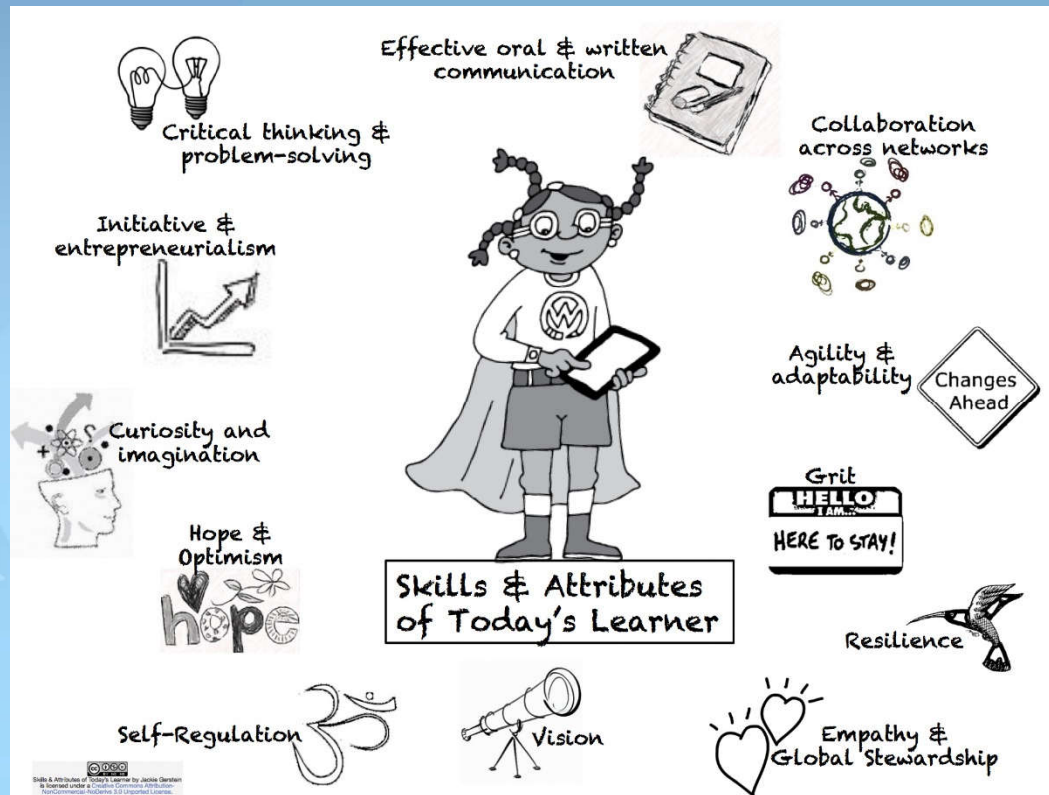 Effective oral & written
communication
Critical thinking &
problem-solving
Collaboration
across networks
Initiative &
entrepreneurialism
Agility &
adaptability
Changes
Ahead
Curiosity and
imagination
Grit
HELLO
I AM...
HERE TO STAY!
Hope &
Optimism
hope
Skills & Attributes
of Today's Learner
Resilience
Self-Regulation
Vision
Empathy &
Global Stewardship
Skills & Attributes of Today's Learner by Jackie Gerstein
is licensed under a Creative Commons Attribution-
NonCommercial-NoDerivs 3.0 Unported License.